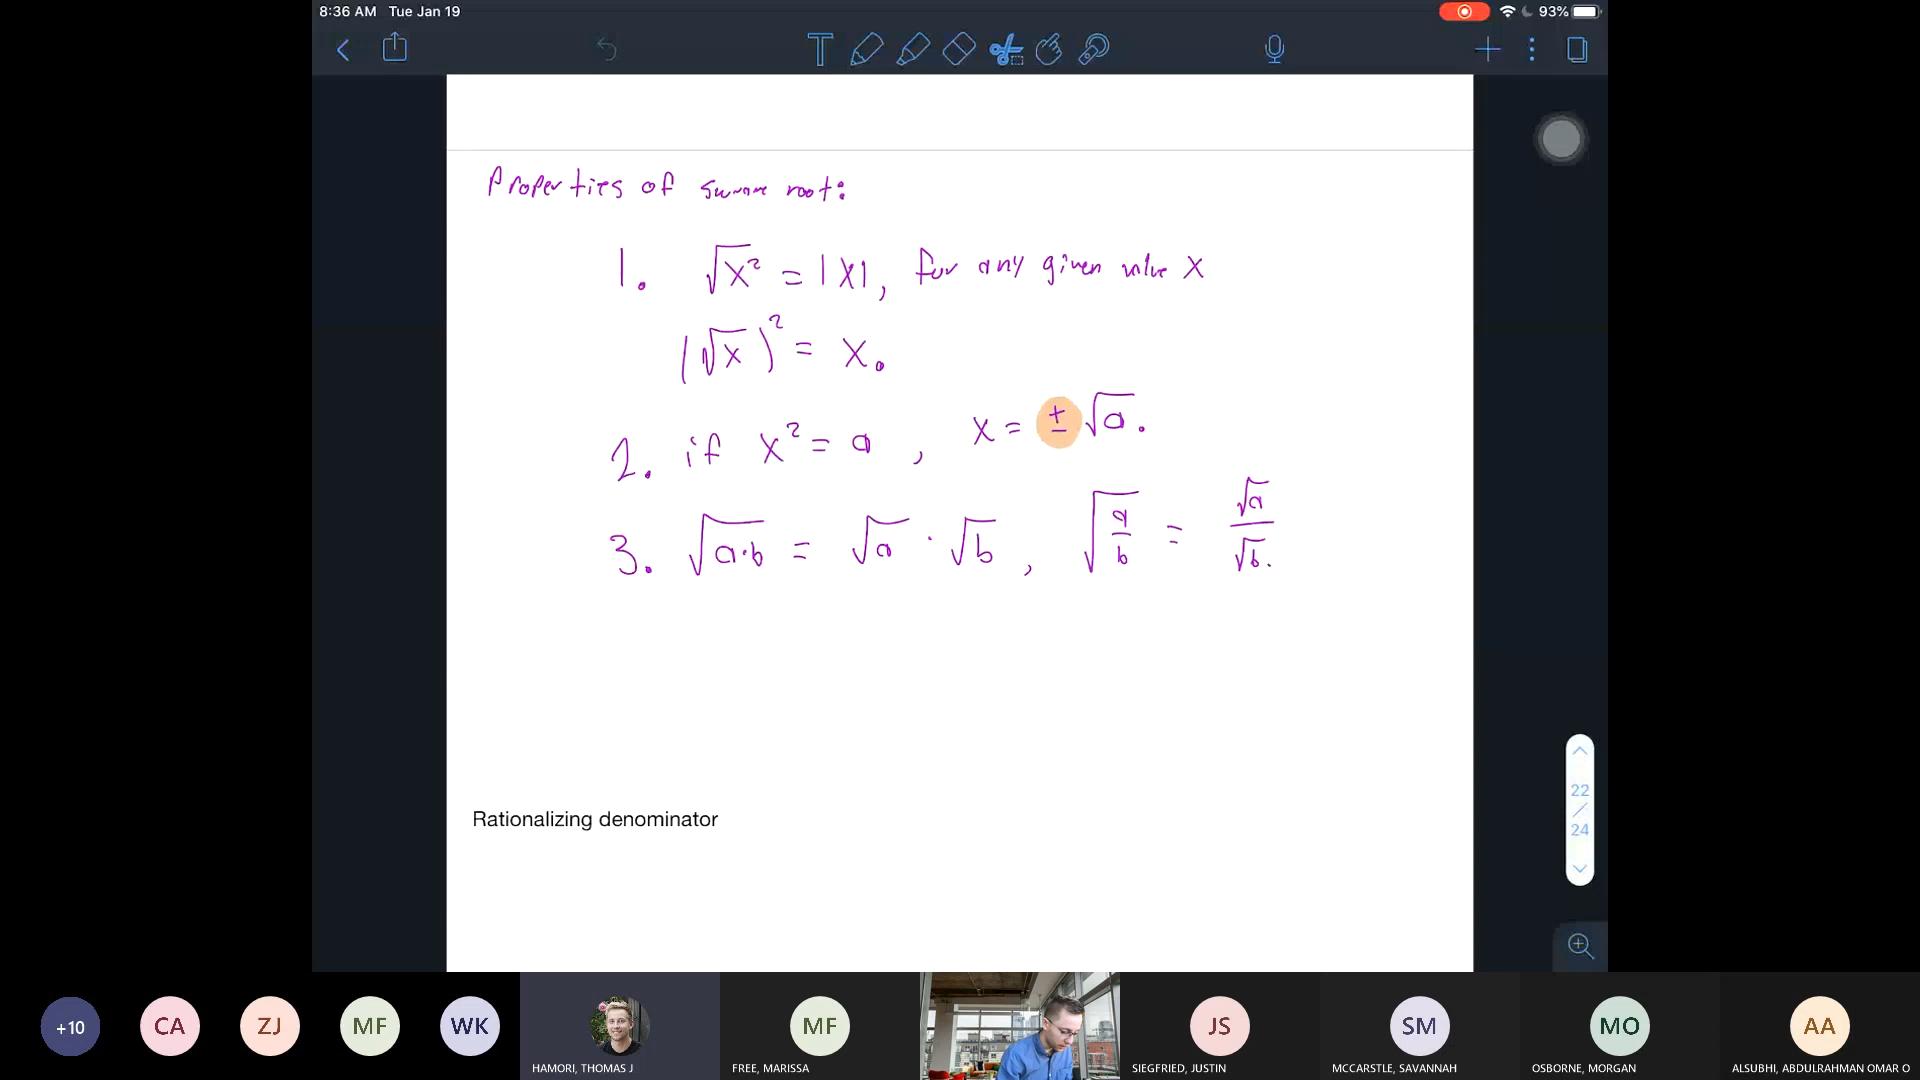 8:36 AM Tue Jan 19
93%
Properties of square root:
1. √x² = |x|, for any given value x
(√x)² = x.
2. if x² = a, x = ± √a.
3. √a·b = √a · √b, √a/b = √a/√b.
Rationalizing denominator
22
/
24
+10
CA
ZJ
MF
WK
MF
JS
SM
MO
AA
HAMORI, THOMAS J
FREE, MARISSA
SIEGFRIED, JUSTIN
MCCARSTLE, SAVANNAH
OSBORNE, MORGAN
ALSUBHI, ABDULRAHMAN OMAR O